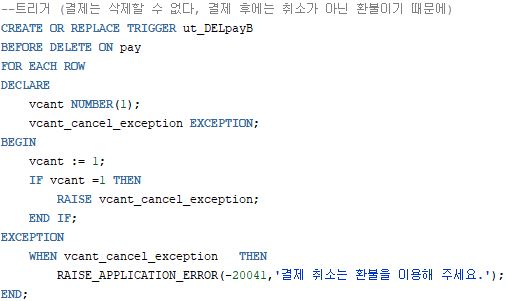 --트리거 (결제는 삭제할 수 없다, 결제 후에는 취소가 아닌 환불이기 때문에)
CREATE OR REPLACE TRIGGER ut_DELpayB
BEFORE DELETE ON pay
FOR EACH ROW
DECLARE
    vcant NUMBER(1);
    vcant_cancel_exception EXCEPTION;
BEGIN
    vcant := 1;
    IF vcant =1 THEN
        RAISE vcant_cancel_exception;
    END IF;
EXCEPTION
    WHEN vcant_cancel_exception   THEN
        RAISE_APPLICATION_ERROR(-20041,'결제 취소는 환불을 이용해 주세요.');
END;